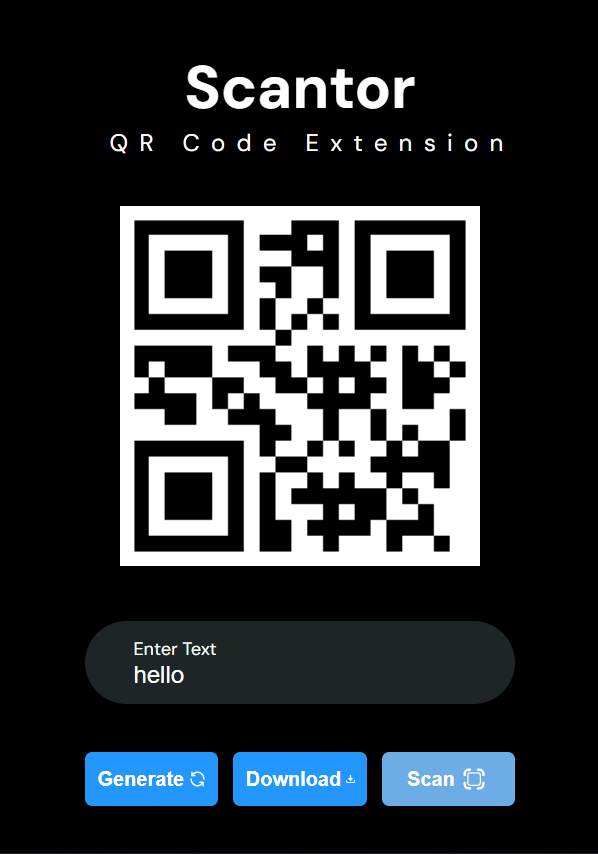 Scantor
QR Code Extension
Enter Text
hello
Generate
Download
Scan